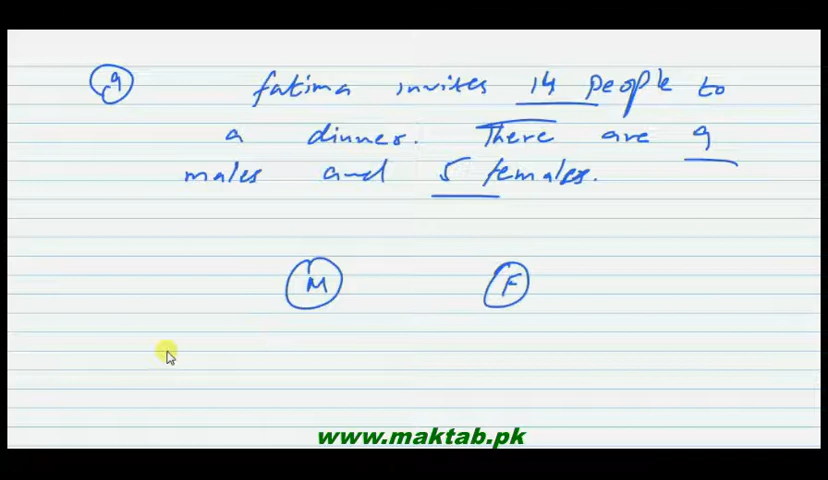 9 fatima invites 14 people to
a dinner. There are 9
males and 5 females.
M F
www.maktab.pk